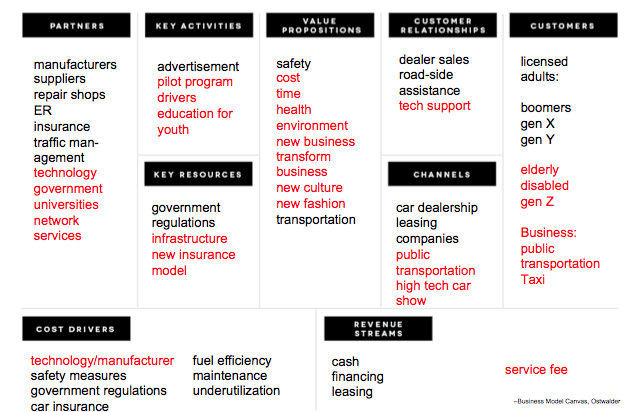 PARTNERS
manufacturers
suppliers
repair shops
ER
insurance
traffic man-
agement
technology
government
universities
network
services
KEY ACTIVITIES
advertisement
pilot program
drivers
education for
youth
KEY RESOURCES
government
regulations
infrastructure
new insurance
model
VALUE
PROPOSITIONS
safety
cost
time
health
environment
new business
transform
business
new culture
new fashion
transportation
CUSTOMER
RELATIONSHIPS
dealer sales
road-side
assistance
tech support
CHANNELS
car dealership
leasing
companies
public
transportation
high tech car
show
CUSTOMERS
licensed
adults:
boomers
gen X
gen Y
elderly
disabled
gen Z
Business:
public
transportation
Taxi
COST DRIVERS
technology/manufacturer
safety measures
government regulations
car insurance
fuel efficiency
maintenance
underutilization
REVENUE
STREAMS
cash
financing
leasing
service fee
~Business Model Canvas, Ostwalder